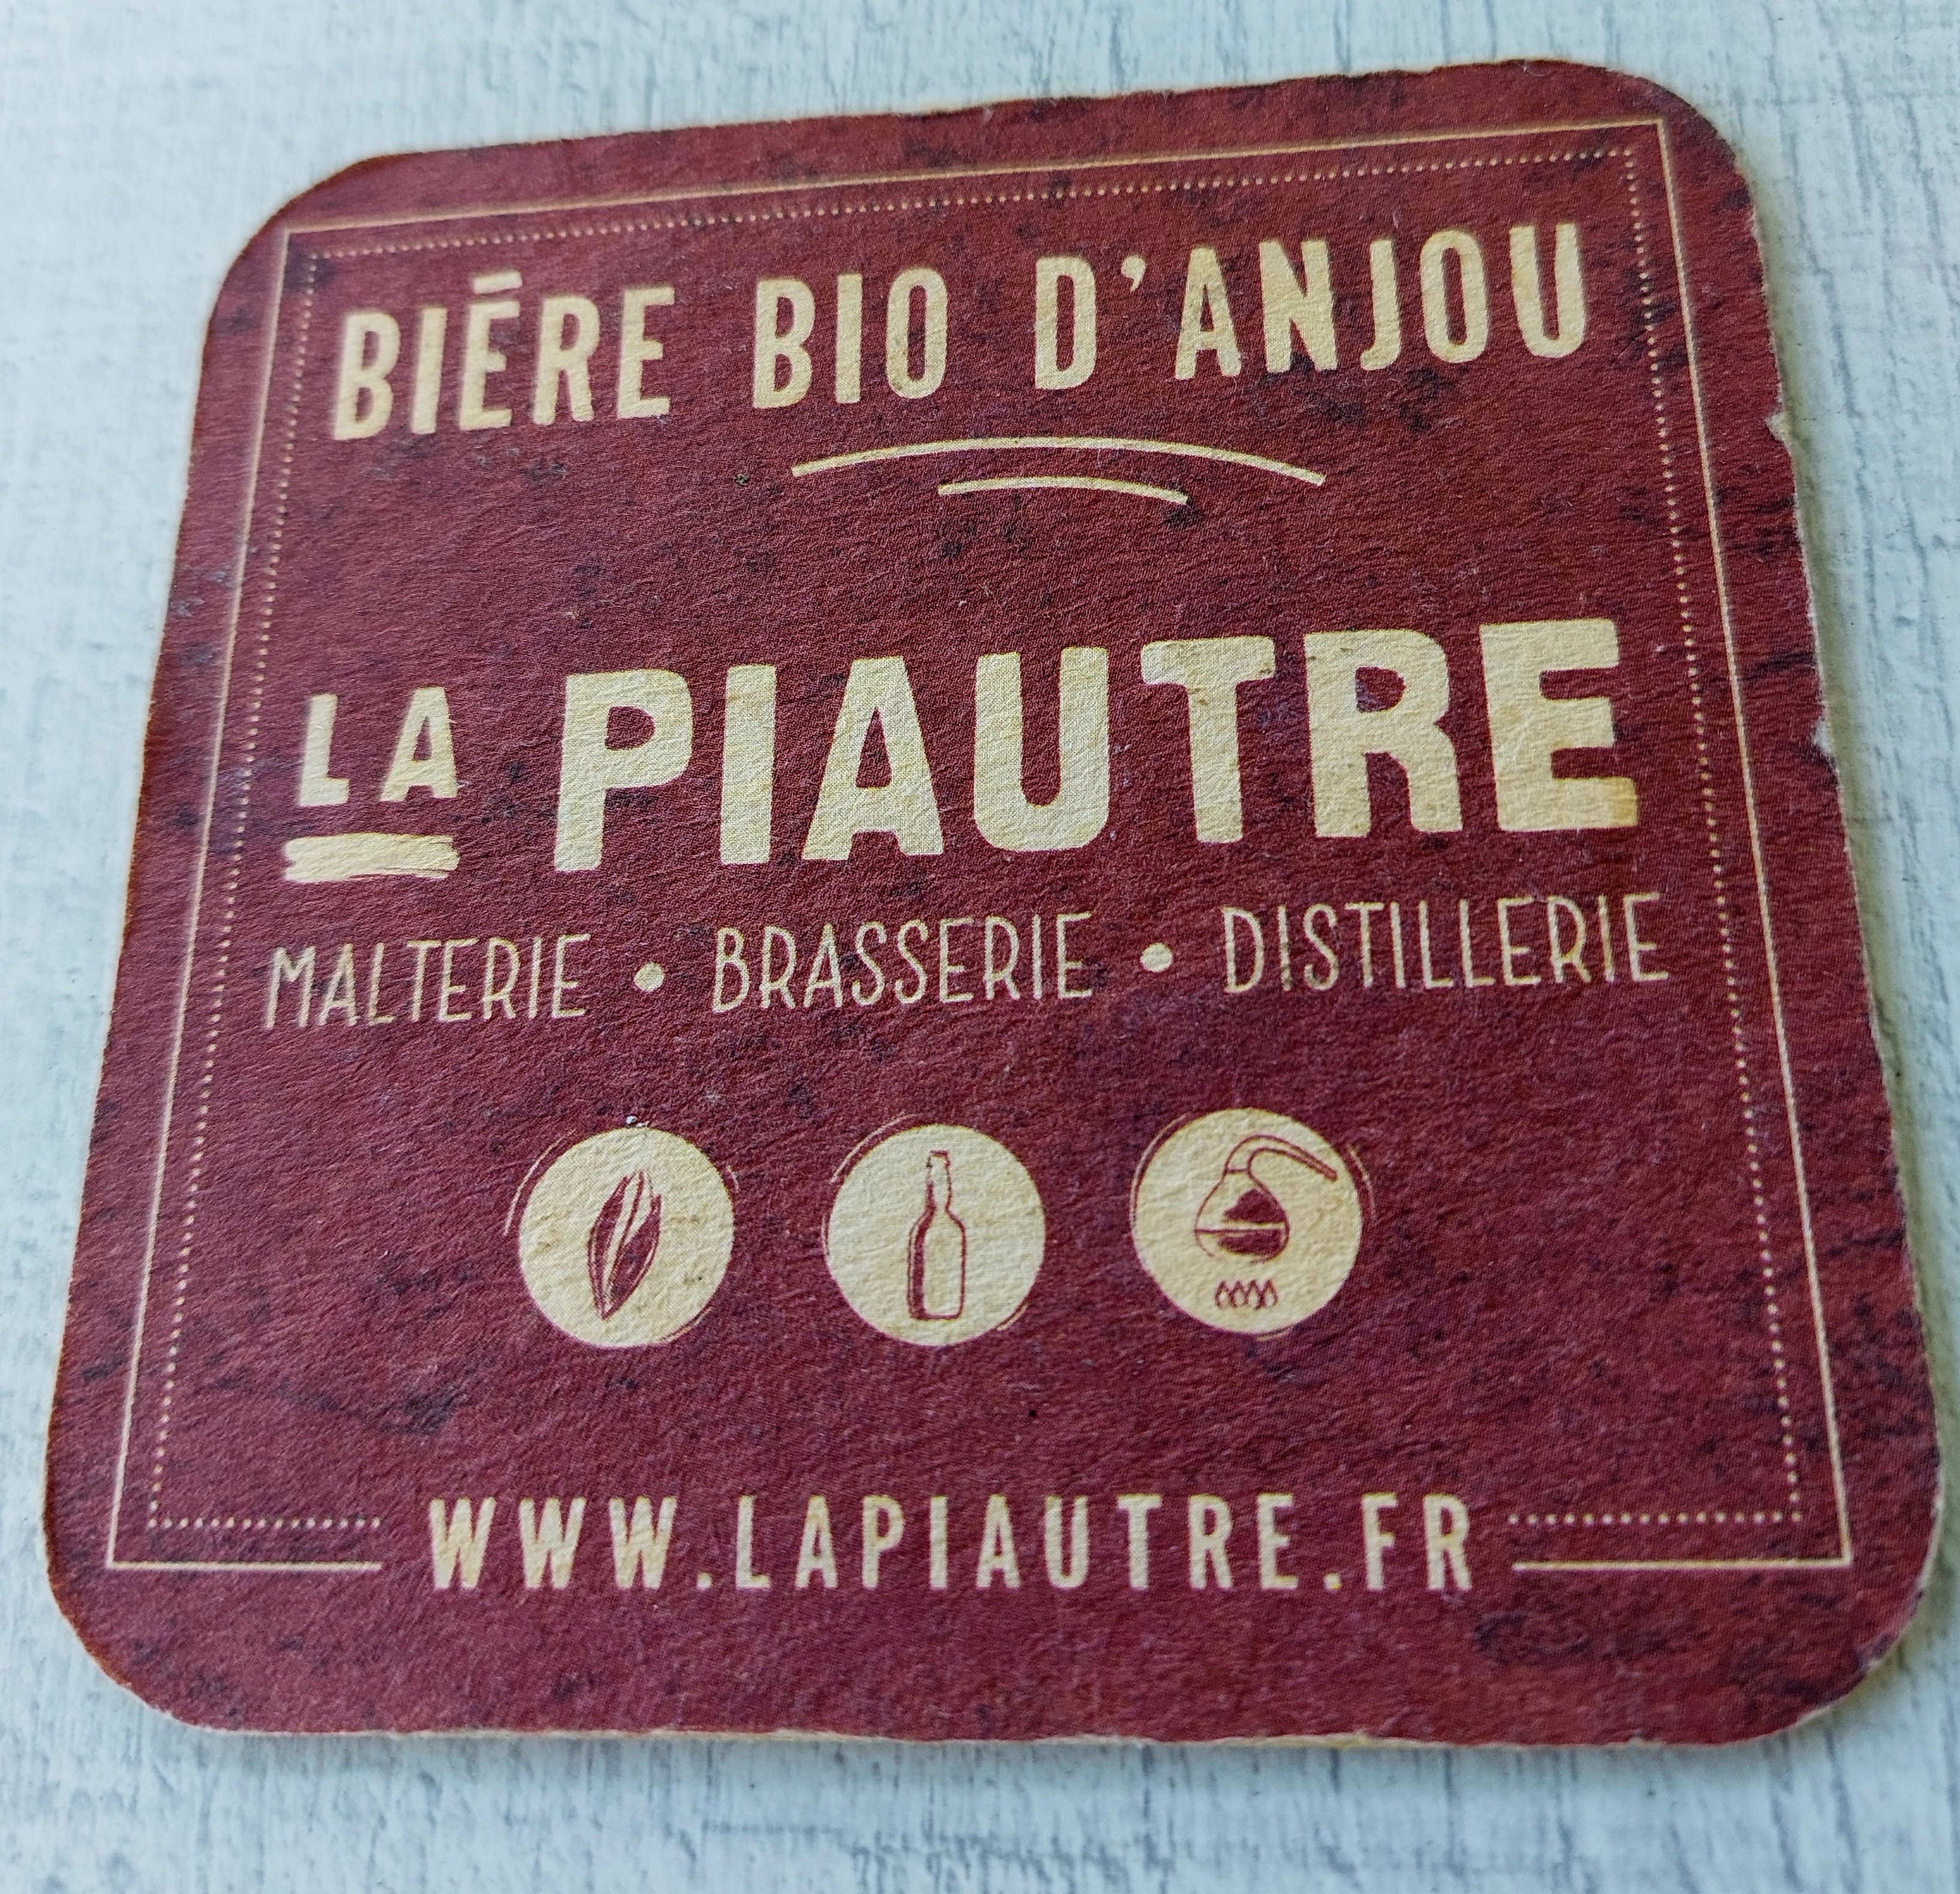 BIÈRE BIO D'ANJOU
LA PIAUTRE
MALTERIE • BRASSERIE • DISTILLERIE
WWW.LAPIAUTRE.FR